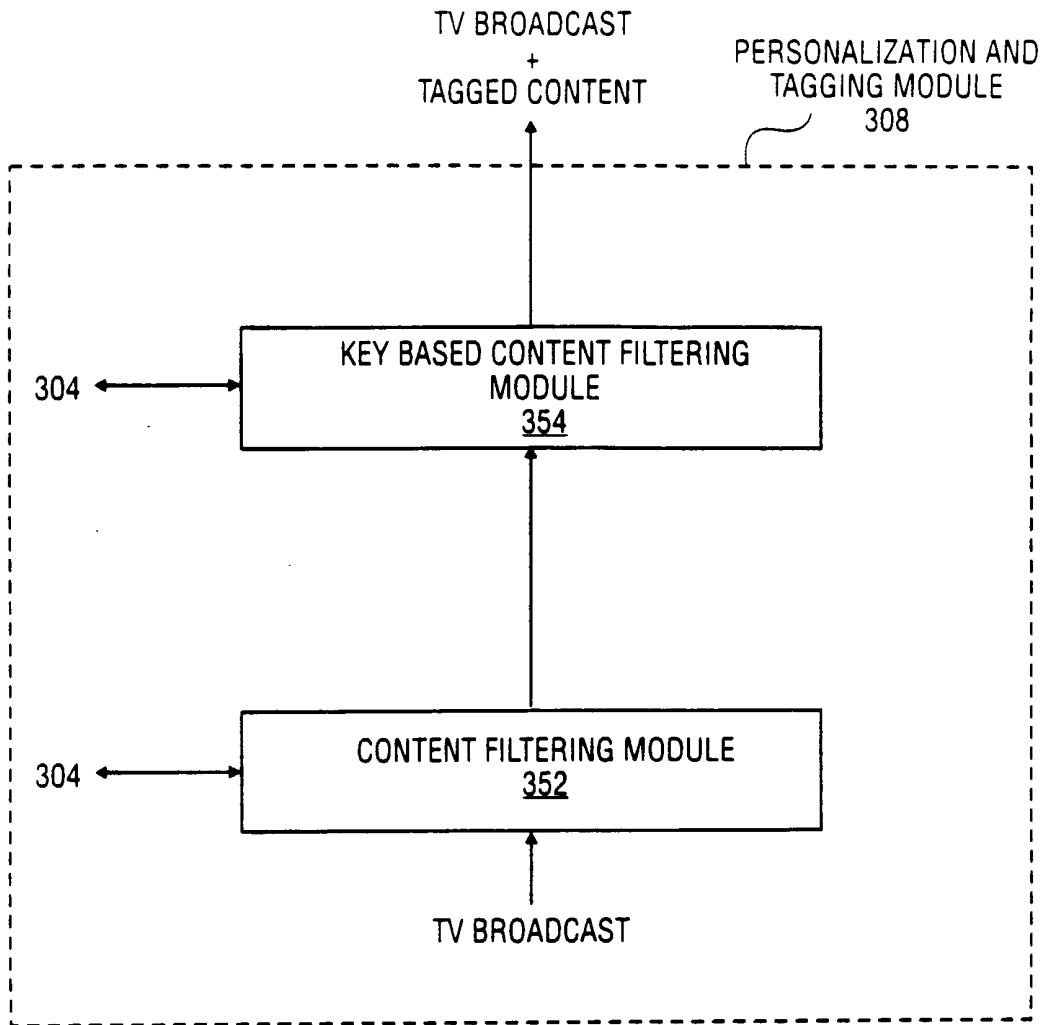 TV BROADCAST
+
TAGGED CONTENT
PERSONALIZATION AND
TAGGING MODULE
308
KEY BASED CONTENT FILTERING
MODULE
354
304
CONTENT FILTERING MODULE
352
304
TV BROADCAST